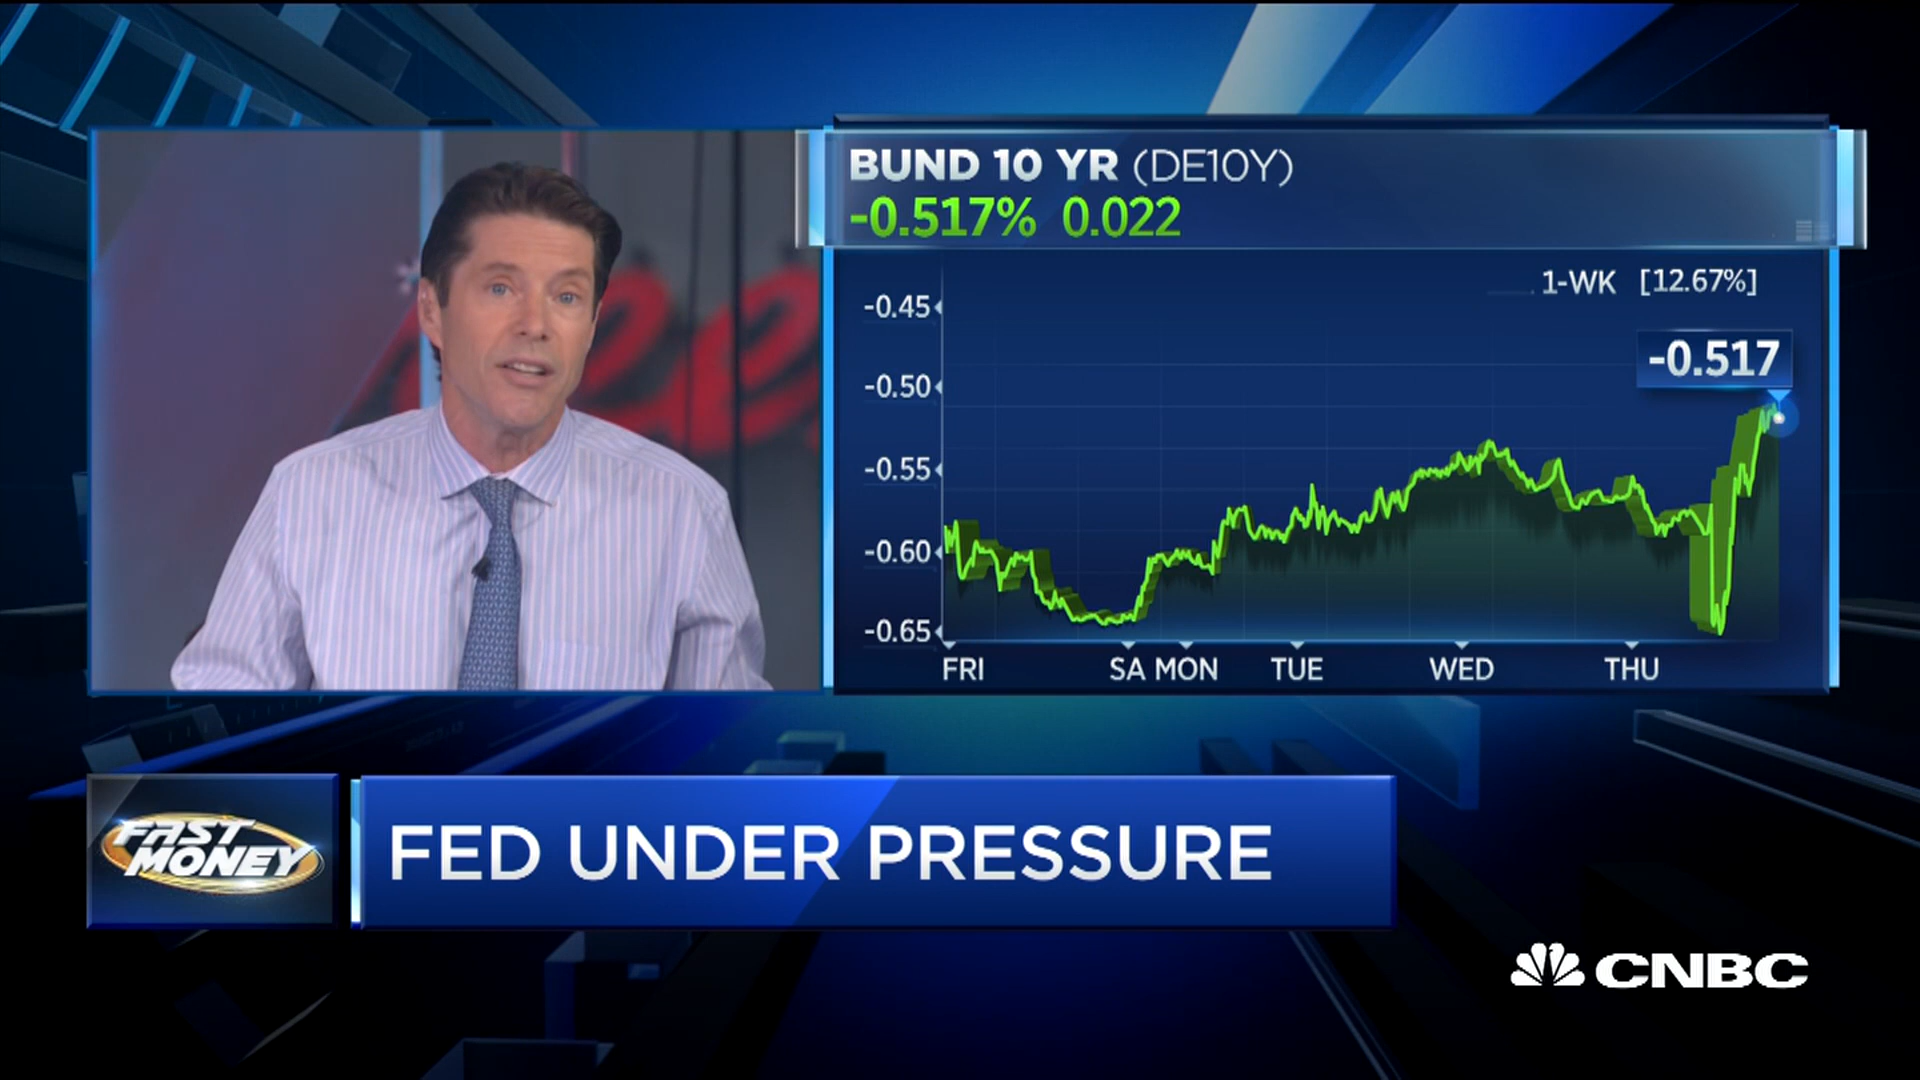 BUND 10 YR (DE10Y)
-0.517% 0.022
1-WK [12.67%]
-0.517
-0.45
-0.50
-0.55
-0.60
-0.65
FRI SA MON TUE WED THU
FAST
MONEY
FED UNDER PRESSURE
CNBC